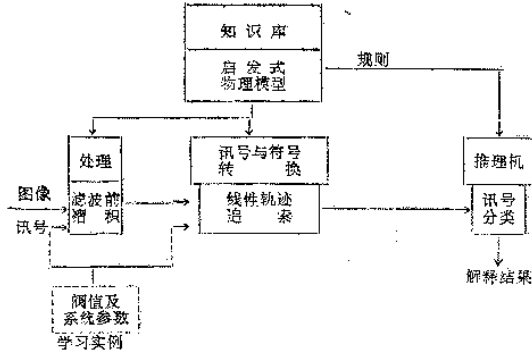 知识库
启发式
物理模型
规则
处理
讯号与符号
转换
推理机
图像
滤波能
线性轨迹
追索
讯号
分类
讯号
解释结果
阈值及
系统参数
学习实例